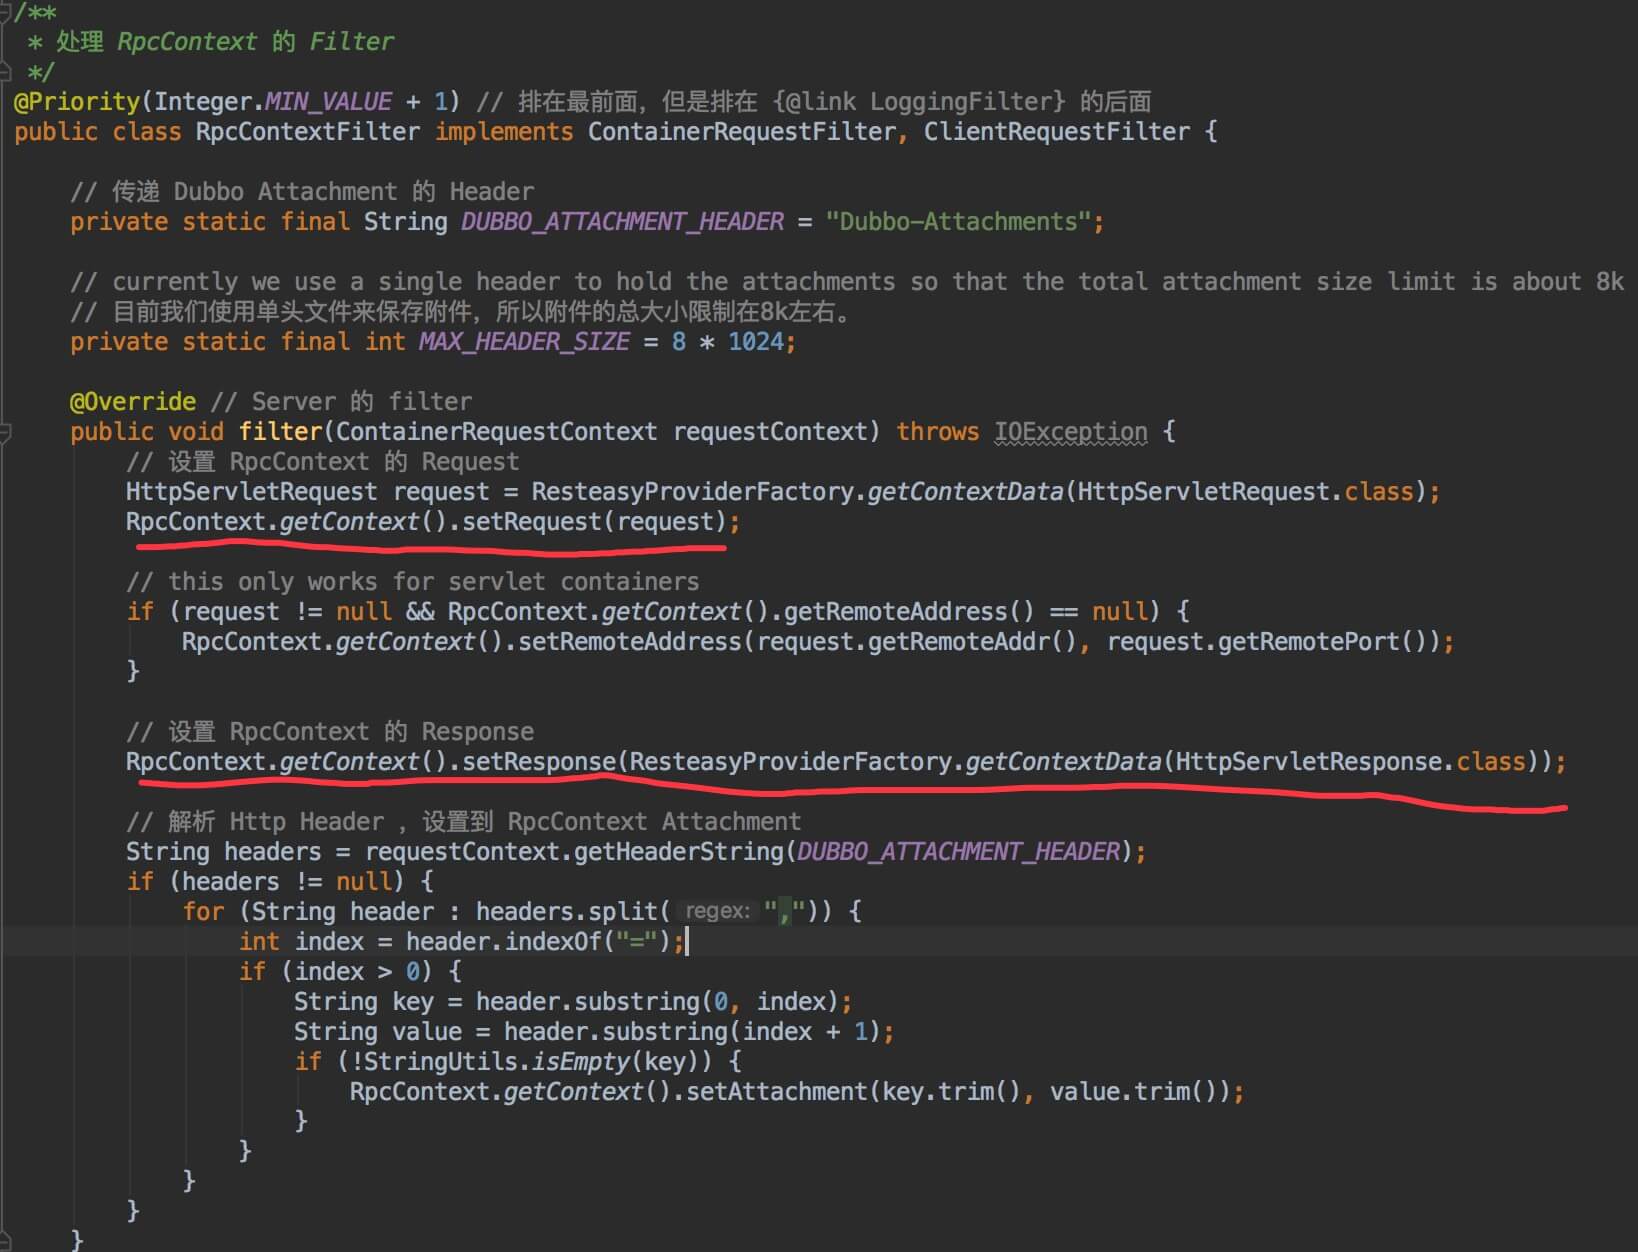 /**
 * 处理 RpcContext 的 Filter
 */
@Priority(Integer.MIN_VALUE + 1) // 排在最前面，但是排在 {@link LoggingFilter} 的后面
public class RpcContextFilter implements ContainerRequestFilter, ClientRequestFilter {

    // 传递 Dubbo Attachment 的 Header
    private static final String DUBBO_ATTACHMENT_HEADER = "Dubbo-Attachments";

    // currently we use a single header to hold the attachments so that the total attachment size limit is about 8k
    // 目前我们使用单头文件来保存附件，所以附件的总大小限制在8k左右。
    private static final int MAX_HEADER_SIZE = 8 * 1024;

    @Override // Server 的 filter
    public void filter(ContainerRequestContext requestContext) throws IOException {
        // 设置 RpcContext 的 Request
        HttpServletRequest request = ResteasyProviderFactory.getContextData(HttpServletRequest.class);
        RpcContext.getContext().setRequest(request);

        // this only works for servlet containers
        if (request != null && RpcContext.getContext().getRemoteAddress() == null) {
            RpcContext.getContext().setRemoteAddress(request.getRemoteAddr(), request.getRemotePort());
        }

        // 设置 RpcContext 的 Response
        RpcContext.getContext().setResponse(ResteasyProviderFactory.getContextData(HttpServletResponse.class));

        // 解析 Http Header ，设置到 RpcContext Attachment
        String headers = requestContext.getHeaderString(DUBBO_ATTACHMENT_HEADER);
        if (headers != null) {
            for (String header : headers.split( regex: ",")) {
                int index = header.indexOf("=");
                if (index > 0) {
                    String key = header.substring(0, index);
                    String value = header.substring(index + 1);
                    if (!StringUtils.isEmpty(key)) {
                        RpcContext.getContext().setAttachment(key.trim(), value.trim());
                    }
                }
            }
        }
    }